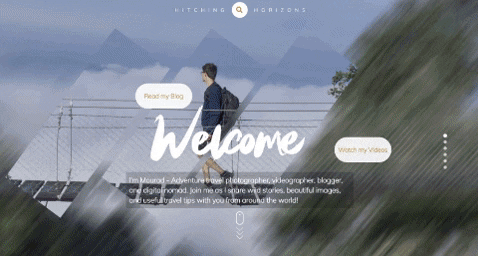 HITCHING HORIZONS
Read my Blog
Welcome
Watch my Videos
I'm Mourad – Adventure travel photographer, videographer, blogger,
and digital nomad. Join me as I share wild stories, beautiful images,
and useful travel tips with you from around the world!